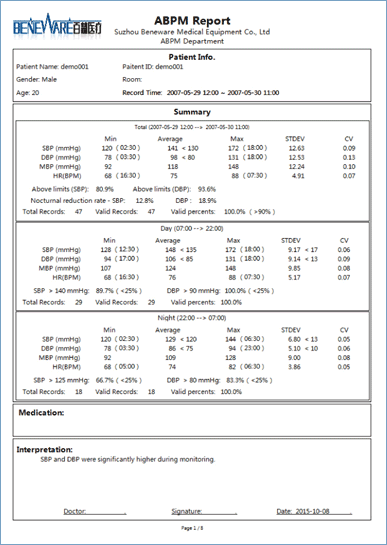 BENEWARE百慧医疗
ABPM Report
Suzhou Beneware Medical Equipment Co., Ltd
ABPM Department
Patient Info.
Patient Name: demo001 Paitent ID: demo001
Gender: Male Room:
Age: 20 Record Time: 2007-05-29 12:00 ~ 2007-05-30 11:00
Summary
Total (2007-05-29 12:00 --> 2007-05-30 11:00)
Min Average Max STDEV CV
SBP (mmHg) 120 (02:30) 141 < 130 172 (18:00) 12.63 0.09
DBP (mmHg) 78 (03:30) 98 < 80 131 (18:00) 12.53 0.13
MBP (mmHg) 92 118 148 12.24 0.10
HR(BPM) 68 (16:30) 75 88 (07:30) 4.91 0.07
Above limits (SBP): 80.9% Above limits (DBP): 93.6%
Nocturnal reduction rate - SBP: 12.8% DBP: 18.9%
Total Records: 47 Valid Records: 47 Valid percents: 100.0% (>90%)
Day (07:00 --> 22:00)
Min Average Max STDEV CV
SBP (mmHg) 128 (12:30) 148 < 135 172 (18:00) 9.17 < 17 0.06
DBP (mmHg) 94 (17:00) 106 < 85 131 (18:00) 9.14 < 13 0.09
MBP (mmHg) 107 124 148 9.85 0.08
HR(BPM) 68 (16:30) 76 88 (07:30) 5.17 0.07
SBP > 140 mmHg: 89.7% (<25%) DBP > 90 mmHg: 100.0% (<25%)
Total Records: 29 Valid Records: 29 Valid percents: 100.0%
Night (22:00 --> 07:00)
Min Average Max STDEV CV
SBP (mmHg) 120 (02:30) 129 < 120 144 (06:30) 6.80 < 13 0.05
DBP (mmHg) 78 (03:30) 86 < 75 94 (23:00) 5.10 < 10 0.06
MBP (mmHg) 92 109 128 9.00 0.08
HR(BPM) 68 (05:00) 74 82 (06:30) 3.86 0.05
SBP > 125 mmHg: 66.7% (<25%) DBP > 80 mmHg: 83.3% (<25%)
Total Records: 18 Valid Records: 18 Valid percents: 100.0%
Medication:
Interpretation:
SBP and DBP were significantly higher during monitoring.
Doctor: . Signature: . Date: 2015-10-08 .
Page 1 / 8